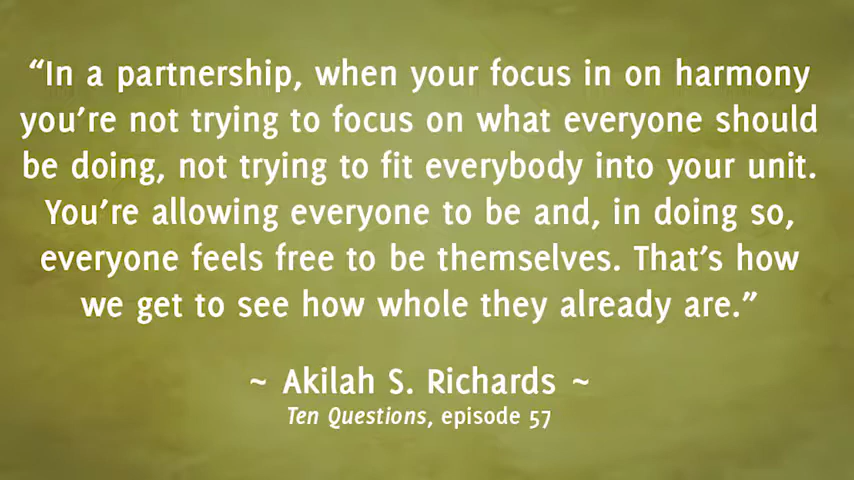 “In a partnership, when your focus in on harmony
you’re not trying to focus on what everyone should
be doing, not trying to fit everybody into your unit.
You’re allowing everyone to be and, in doing so,
everyone feels free to be themselves. That’s how
we get to see how whole they already are.”
~ Akilah S. Richards ~
Ten Questions, episode 57